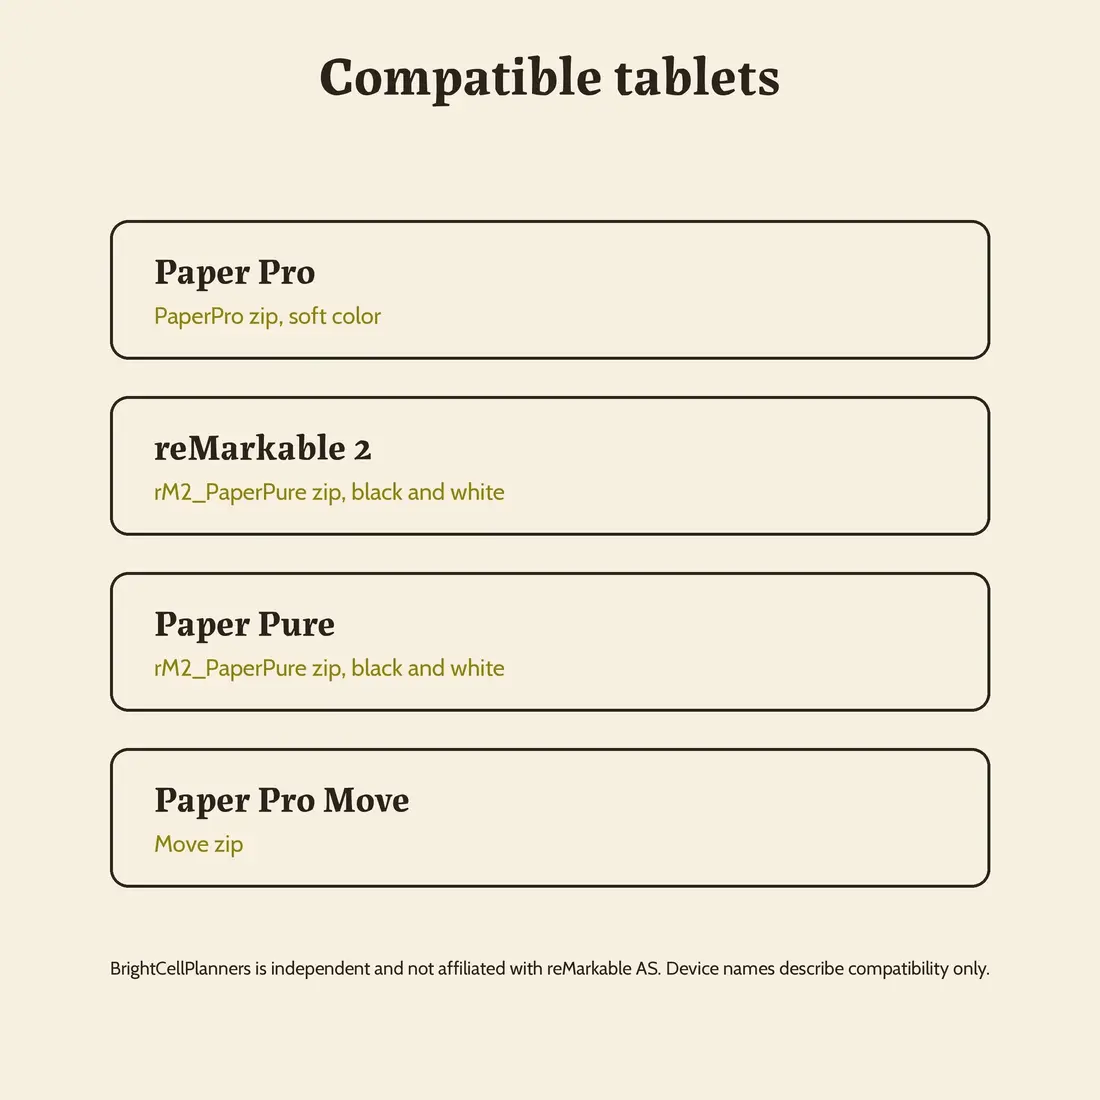 Compatible tablets
Paper Pro
PaperPro zip, soft color
reMarkable 2
rM2_PaperPure zip, black and white
Paper Pure
rM2_PaperPure zip, black and white
Paper Pro Move
Move zip
BrightCellPlanners is independent and not affiliated with reMarkable AS. Device names describe compatibility only.